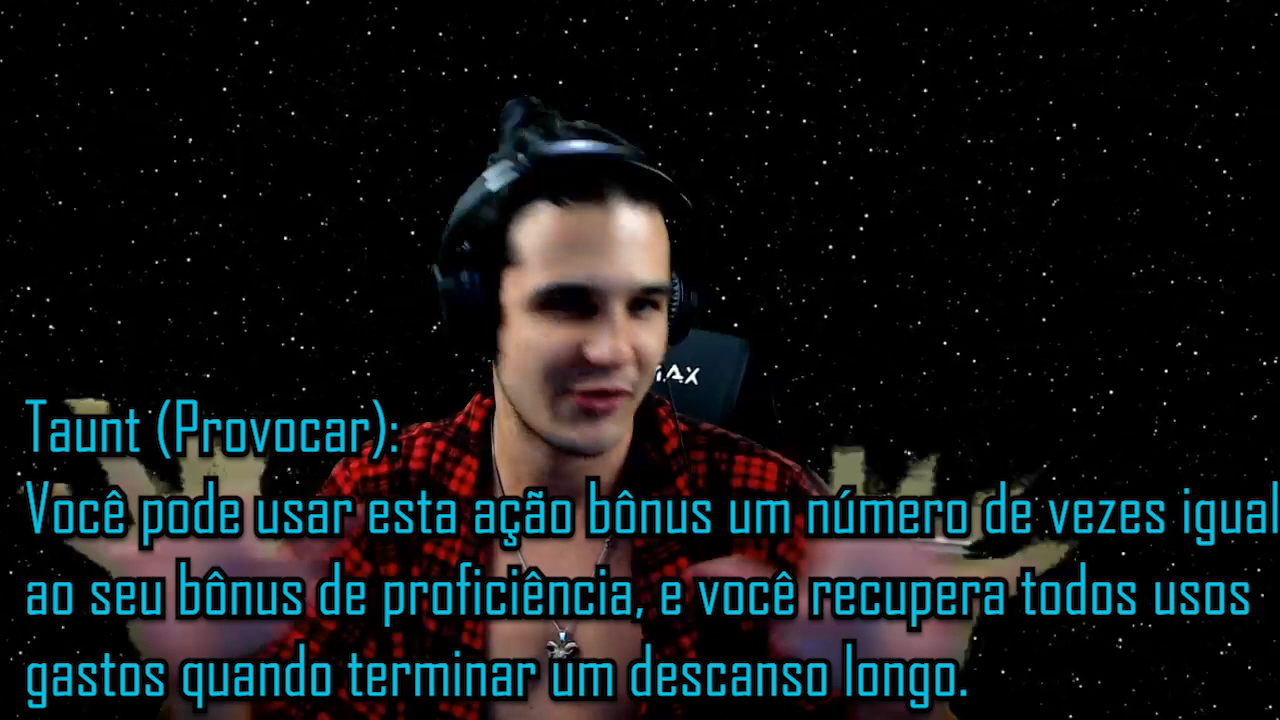 Taunt (Provocar):
Você pode usar esta ação bônus um número de vezes igual
ao seu bônus de proficiência, e você recupera todos usos
gastos quando terminar um descanso longo.